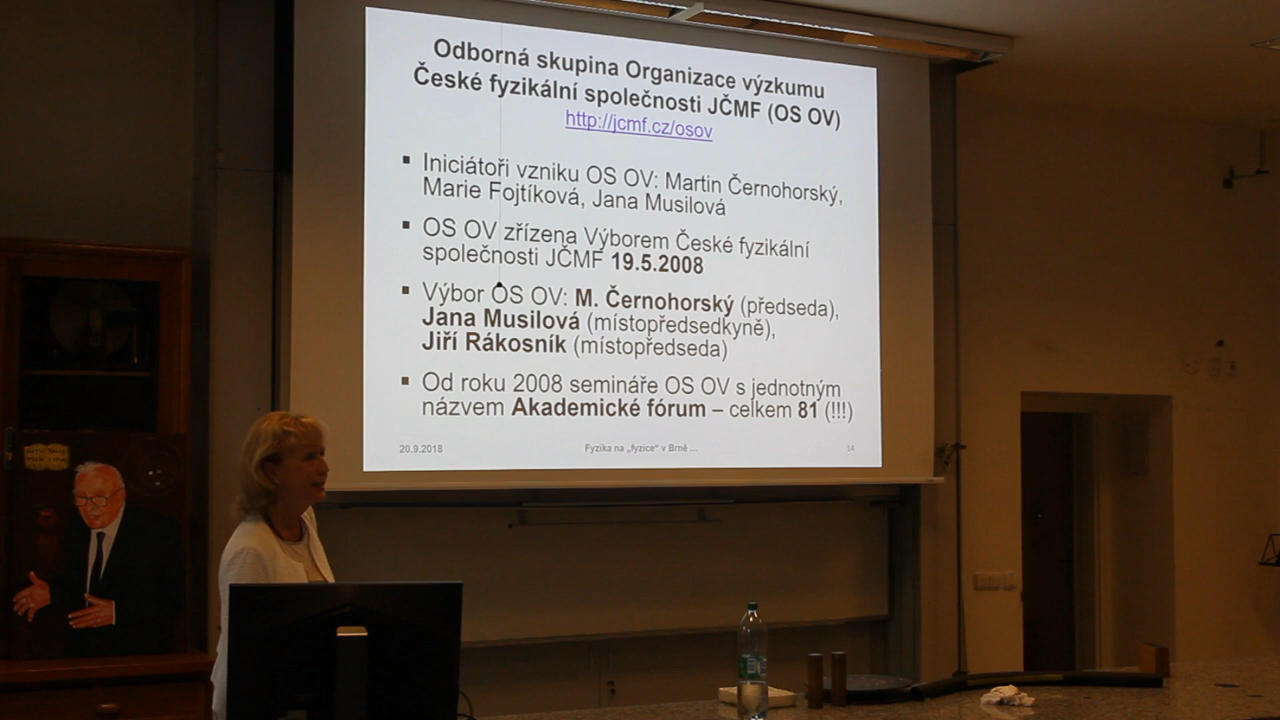 Odborná skupina Organizace výzkumu
České fyzikální společnosti JČMF (OS OV)
http://jcmf.cz/osov
▪ Iniciátoři vzniku OS OV: Martin Černohorský,
Marie Fojtíková, Jana Musilová
▪ OS OV zřízena Výborem České fyzikální
společnosti JČMF 19.5.2008
▪ Výbor OS OV: M. Černohorský (předseda),
Jana Musilová (místopředsedkyně),
Jiří Rákosník (místopředseda)
▪ Od roku 2008 semináře OS OV s jednotným
názvem Akademické fórum – celkem 81 (!!!)
20.9.2018 Fyzika na „fyzice“ v Brně ... 14